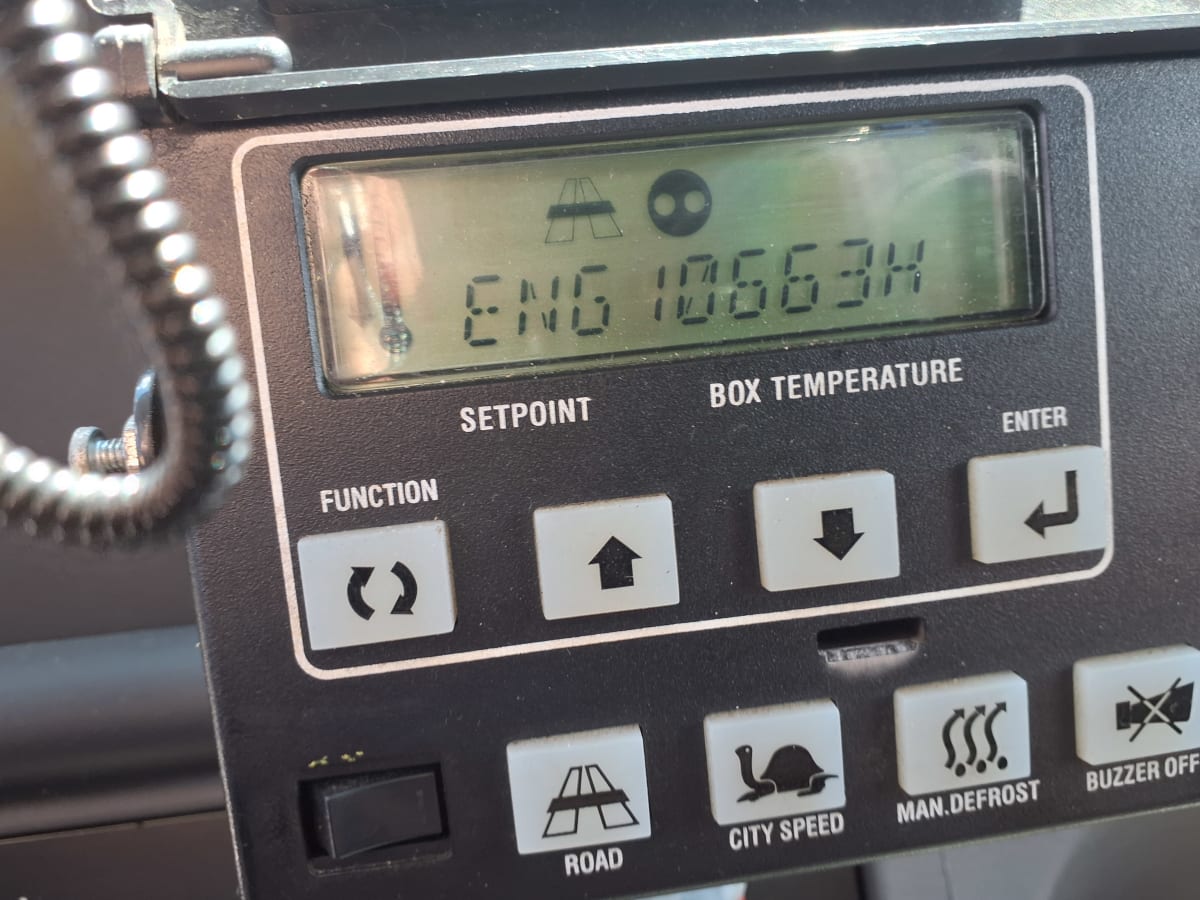 ENG 10663H
SETPOINT
BOX TEMPERATURE
ENTER
FUNCTION
ROAD
CITY SPEED
MAN.DEFROST
BUZZER OFF